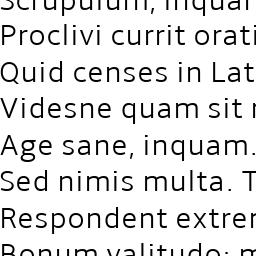 Scrupulum, inquam
Proclivi currit orati
Quid censes in Lat
Videsne quam sit
Age sane, inquam.
Sed nimis multa. T
Respondent extrer
Bonum valitudo: m